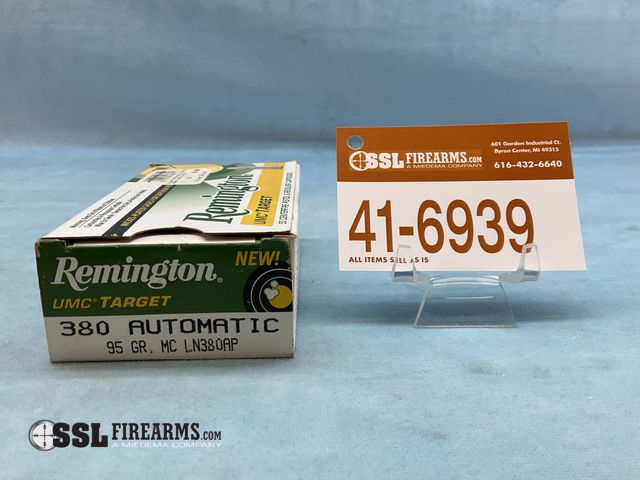 Remington
UMC TARGET
Remington®
NEW!
UMC® TARGET
380 AUTOMATIC
95 GR. MC LN380AP
SSL FIREARMS.COM
A MIEDEMA COMPANY
601 Gordon Industrial Ct.
Byron Center, MI 49315
616-432-6640
41-6939
ALL ITEMS SELL AS IS
SSL FIREARMS.COM
A MIEDEMA COMPANY